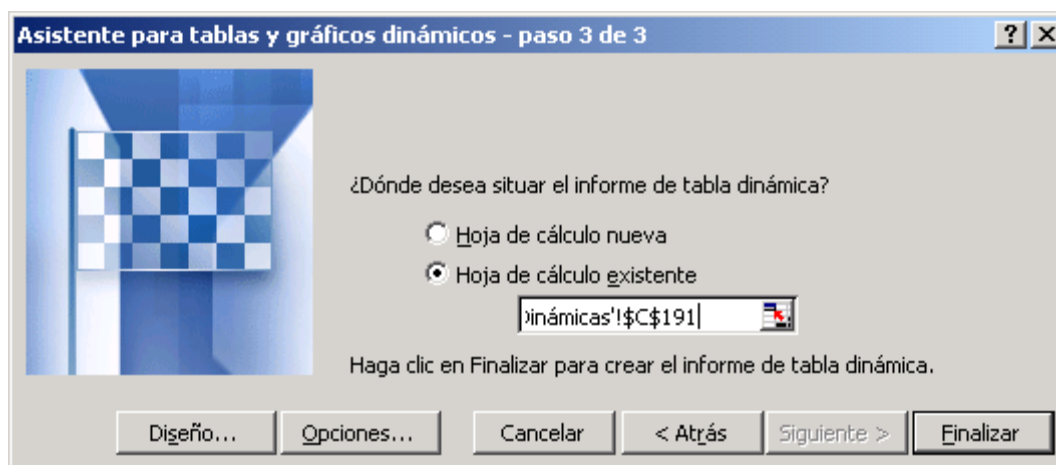 Asistente para tablas y gráficos dinámicos - paso 3 de 3
¿Dónde desea situar el informe de tabla dinámica?
Hoja de cálculo nueva
Hoja de cálculo existente
inámicas'!$C$191
Haga clic en Finalizar para crear el informe de tabla dinámica.
Diseño... Opciones... Cancelar < Atrás Siguiente > Finalizar